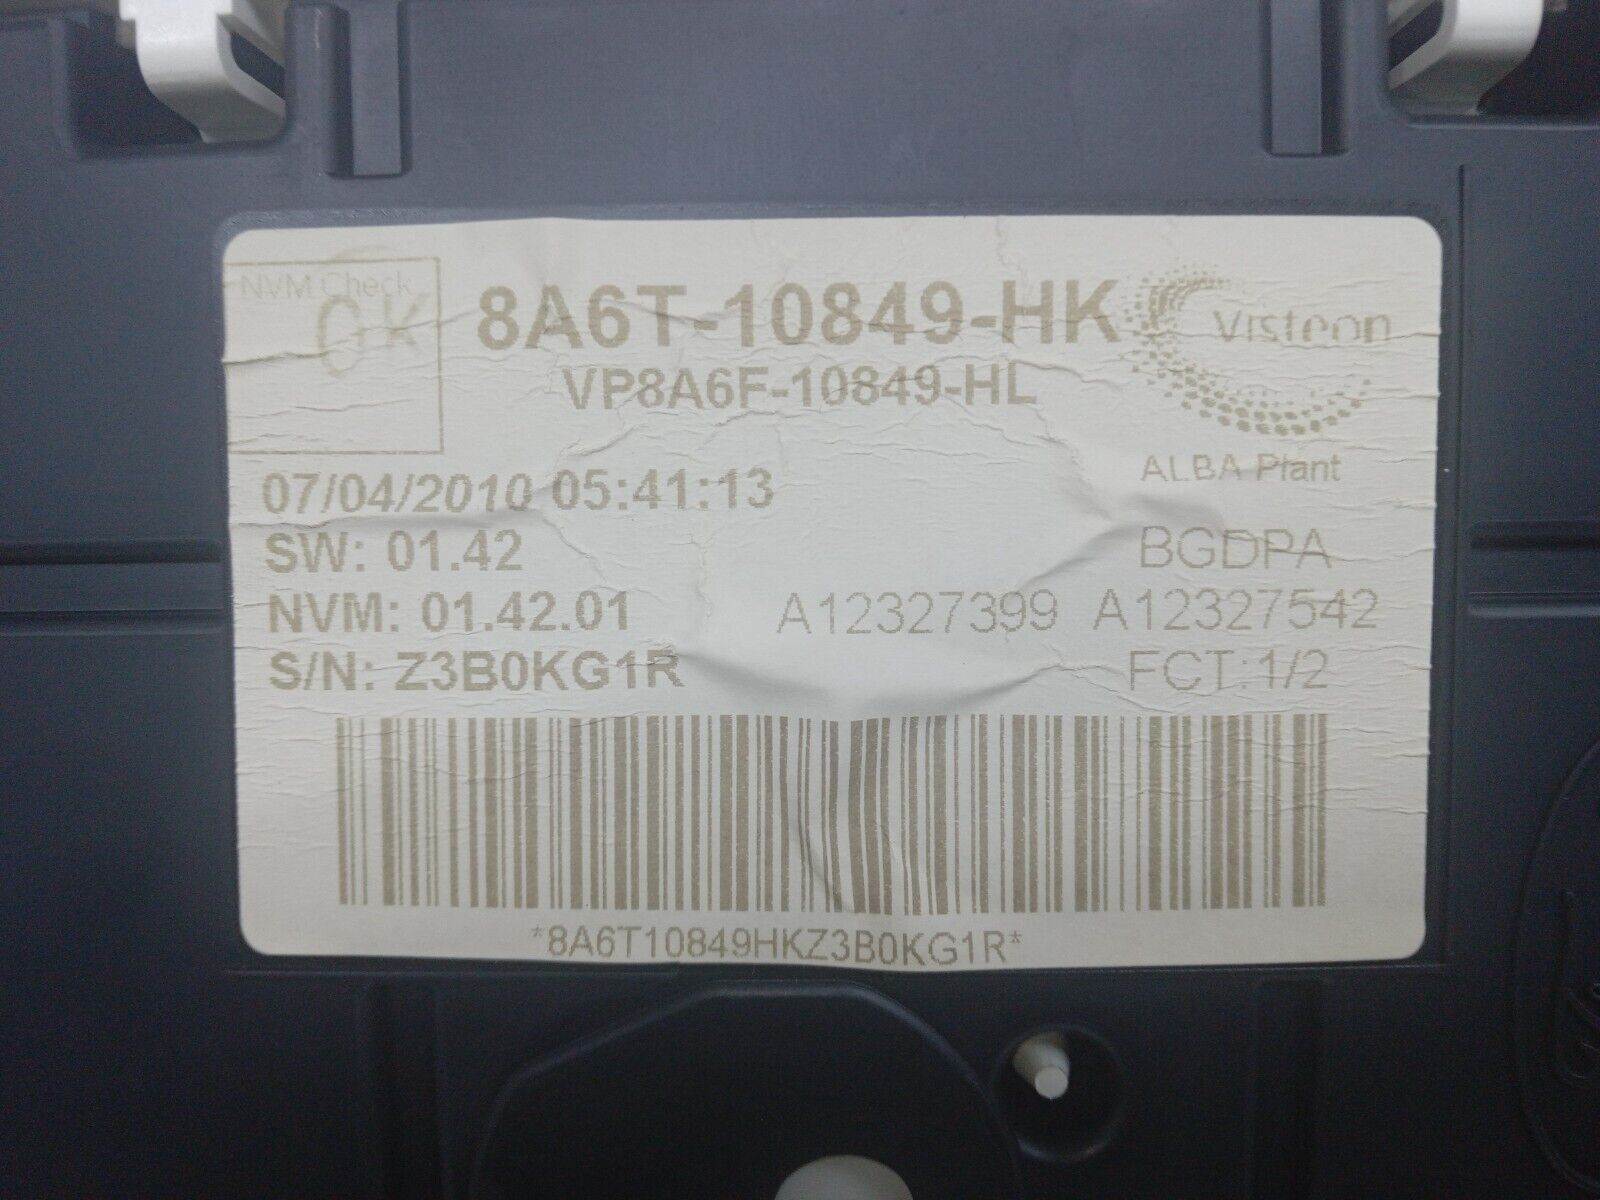 NVM Check
OK
8A6T-10849-HK
VP8A6F-10849-HL
Visteon
ALBA Plant
07/04/2010 05:41:13
SW: 01.42
BGDPA
NVM: 01.42.01
A12327399 A12327542
S/N: Z3B0KG1R
FCT:1/2
*8A6T10849HKZ3B0KG1R*